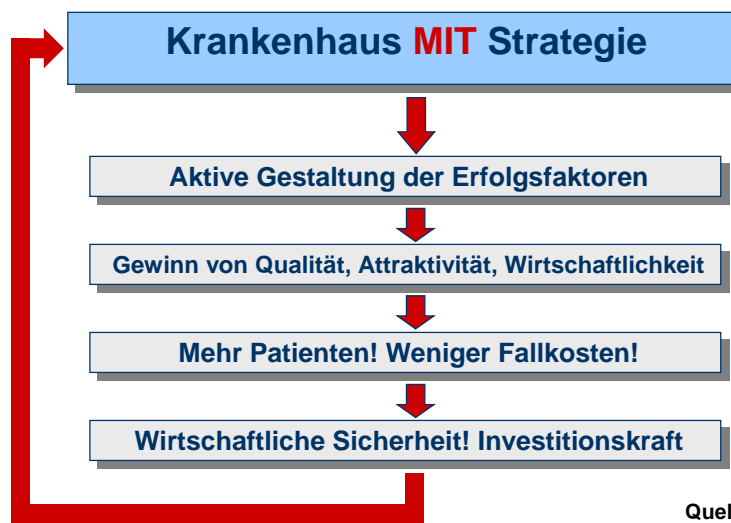 Krankenhaus MIT Strategie
Aktive Gestaltung der Erfolgsfaktoren
Gewinn von Qualität, Attraktivität, Wirtschaftlichkeit
Mehr Patienten! Weniger Fallkosten!
Wirtschaftliche Sicherheit! Investitionskraft
Quel